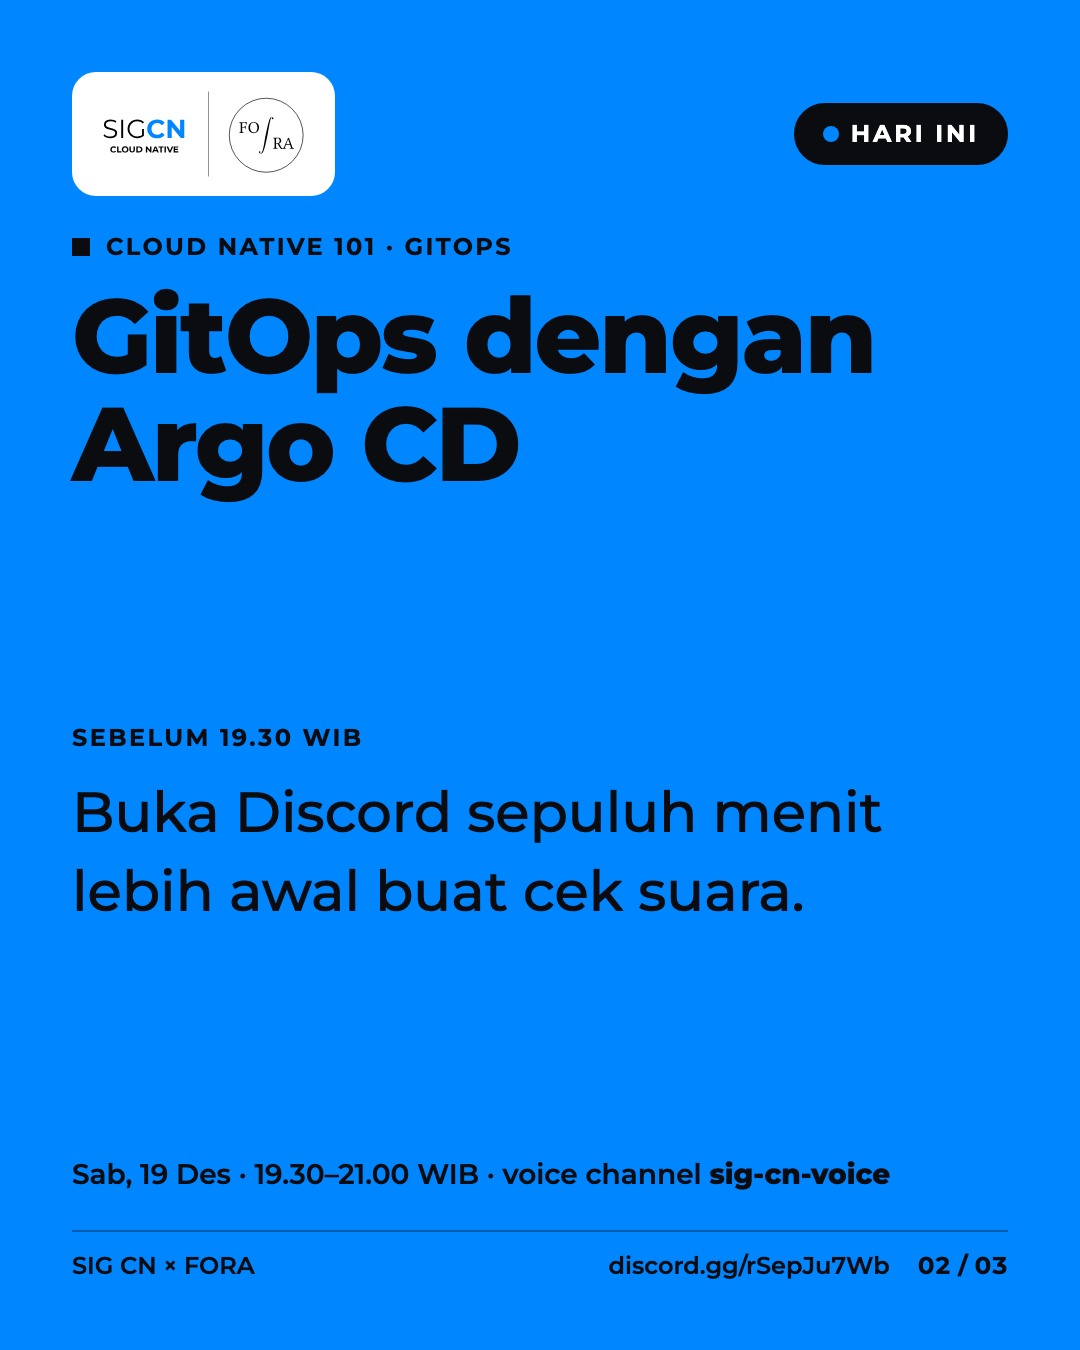 SIGCN
CLOUD NATIVE
FO RA
HARI INI
CLOUD NATIVE 101 · GITOPS
GitOps dengan
Argo CD
SEBELUM 19.30 WIB
Buka Discord sepuluh menit
lebih awal buat cek suara.
Sab, 19 Des · 19.30–21.00 WIB · voice channel sig-cn-voice
SIG CN × FORA
discord.gg/rSepJu7Wb 02 / 03